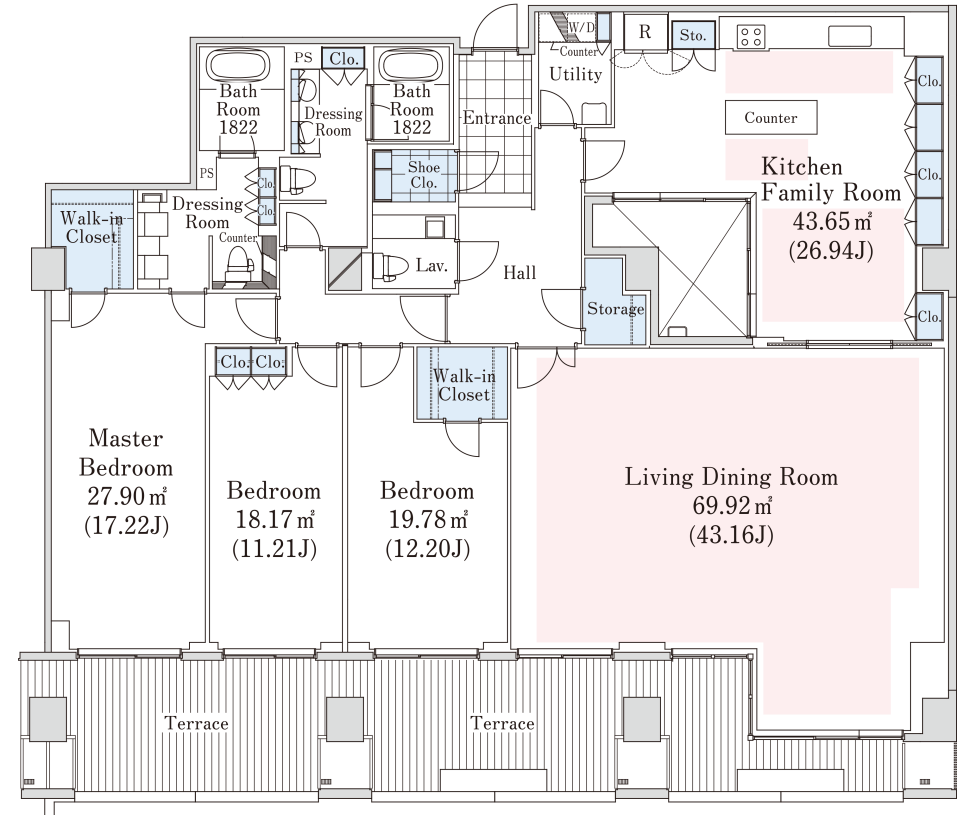 W/D
Counter
Utility
R
Sto.
PS
Clo.
Bath
Room
1822
Dressing
Room
Bath
Room
1822
Entrance
Counter
Clo.
Clo.
Clo.
Kitchen
Family Room
43.65㎡
(26.94J)
Shoe
Clo.
PS
Clo.
Clo.
Walk-in
Closet
Dressing
Room
Counter
Lav.
Hall
Storage
Clo.
Clo.
Walk-in
Closet
Master
Bedroom
27.90㎡
(17.22J)
Bedroom
18.17㎡
(11.21J)
Bedroom
19.78㎡
(12.20J)
Living Dining Room
69.92㎡
(43.16J)
Terrace
Terrace